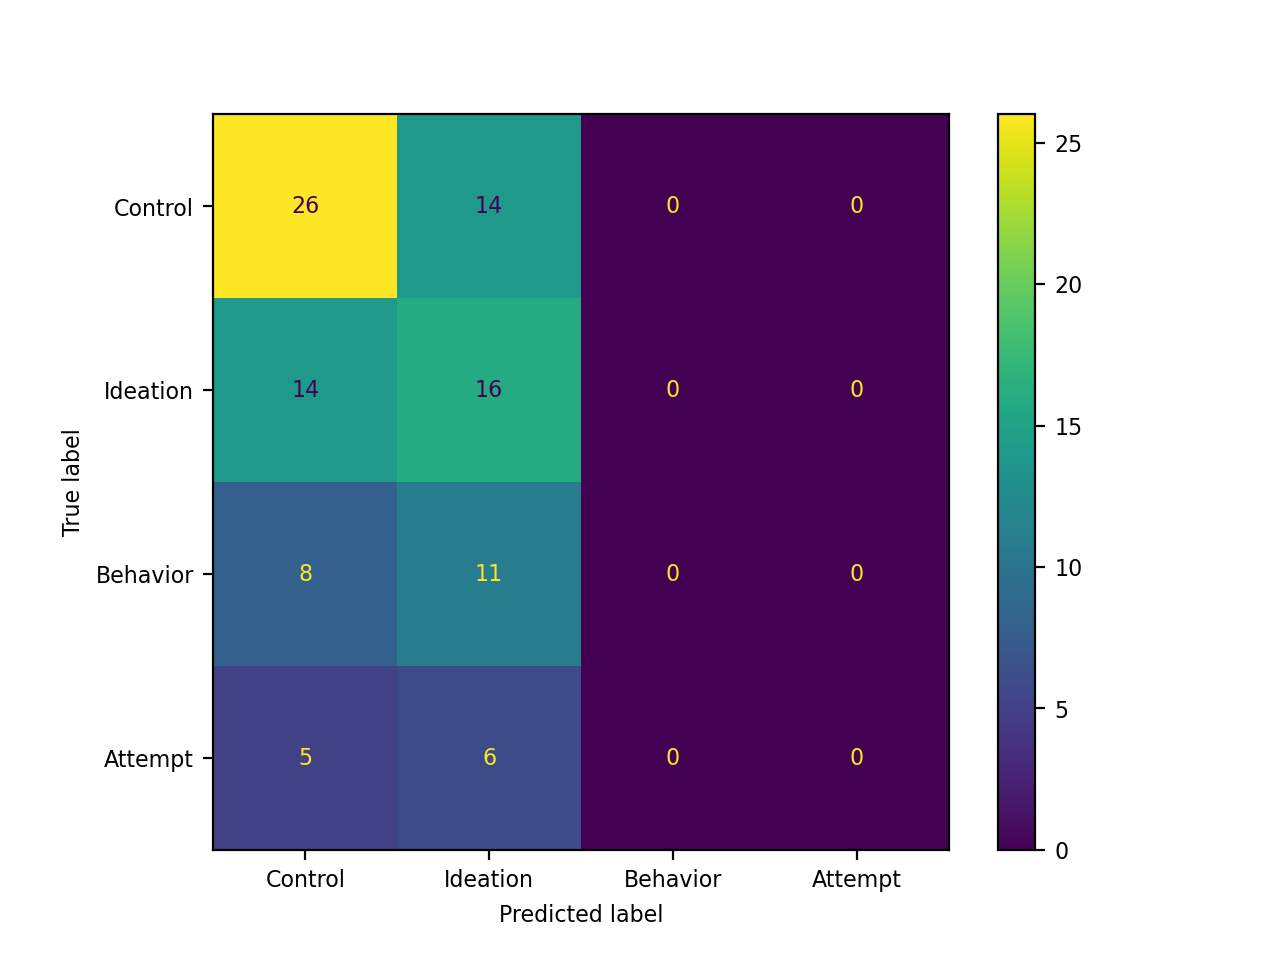 Control 26 14 0 0
Ideation 14 16 0 0
Behavior 8 11 0 0
Attempt 5 6 0 0
True label
Control Ideation Behavior Attempt
Predicted label
25
20
15
10
5
0